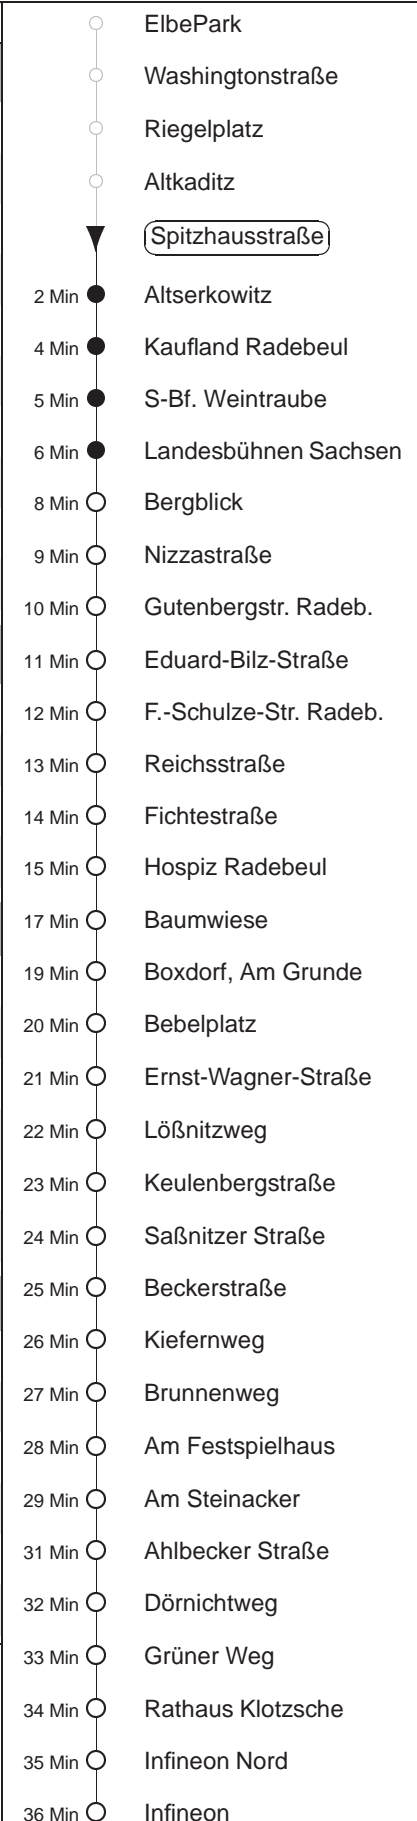 ElbePark
Washingtonstraße
Riegelplatz
Altkaditz
Spitzhausstraße
2 Min Altserkowitz
4 Min Kaufland Radebeul
5 Min S-Bf. Weintraube
6 Min Landesbühnen Sachsen
8 Min Bergblick
9 Min Nizzastraße
10 Min Gutenbergstr. Radeb.
11 Min Eduard-Bilz-Straße
12 Min F.-Schulze-Str. Radeb.
13 Min Reichsstraße
14 Min Fichtestraße
15 Min Hospiz Radebeul
17 Min Baumwiese
19 Min Boxdorf, Am Grunde
20 Min Bebelplatz
21 Min Ernst-Wagner-Straße
22 Min Lößnitzweg
23 Min Keulenbergstraße
24 Min Saßnitzer Straße
25 Min Beckerstraße
26 Min Kiefernweg
27 Min Brunnenweg
28 Min Am Festspielhaus
29 Min Am Steinacker
31 Min Ahlbecker Straße
32 Min Dörnichtweg
33 Min Grüner Weg
34 Min Rathaus Klotzsche
35 Min Infineon Nord
36 Min Infineon